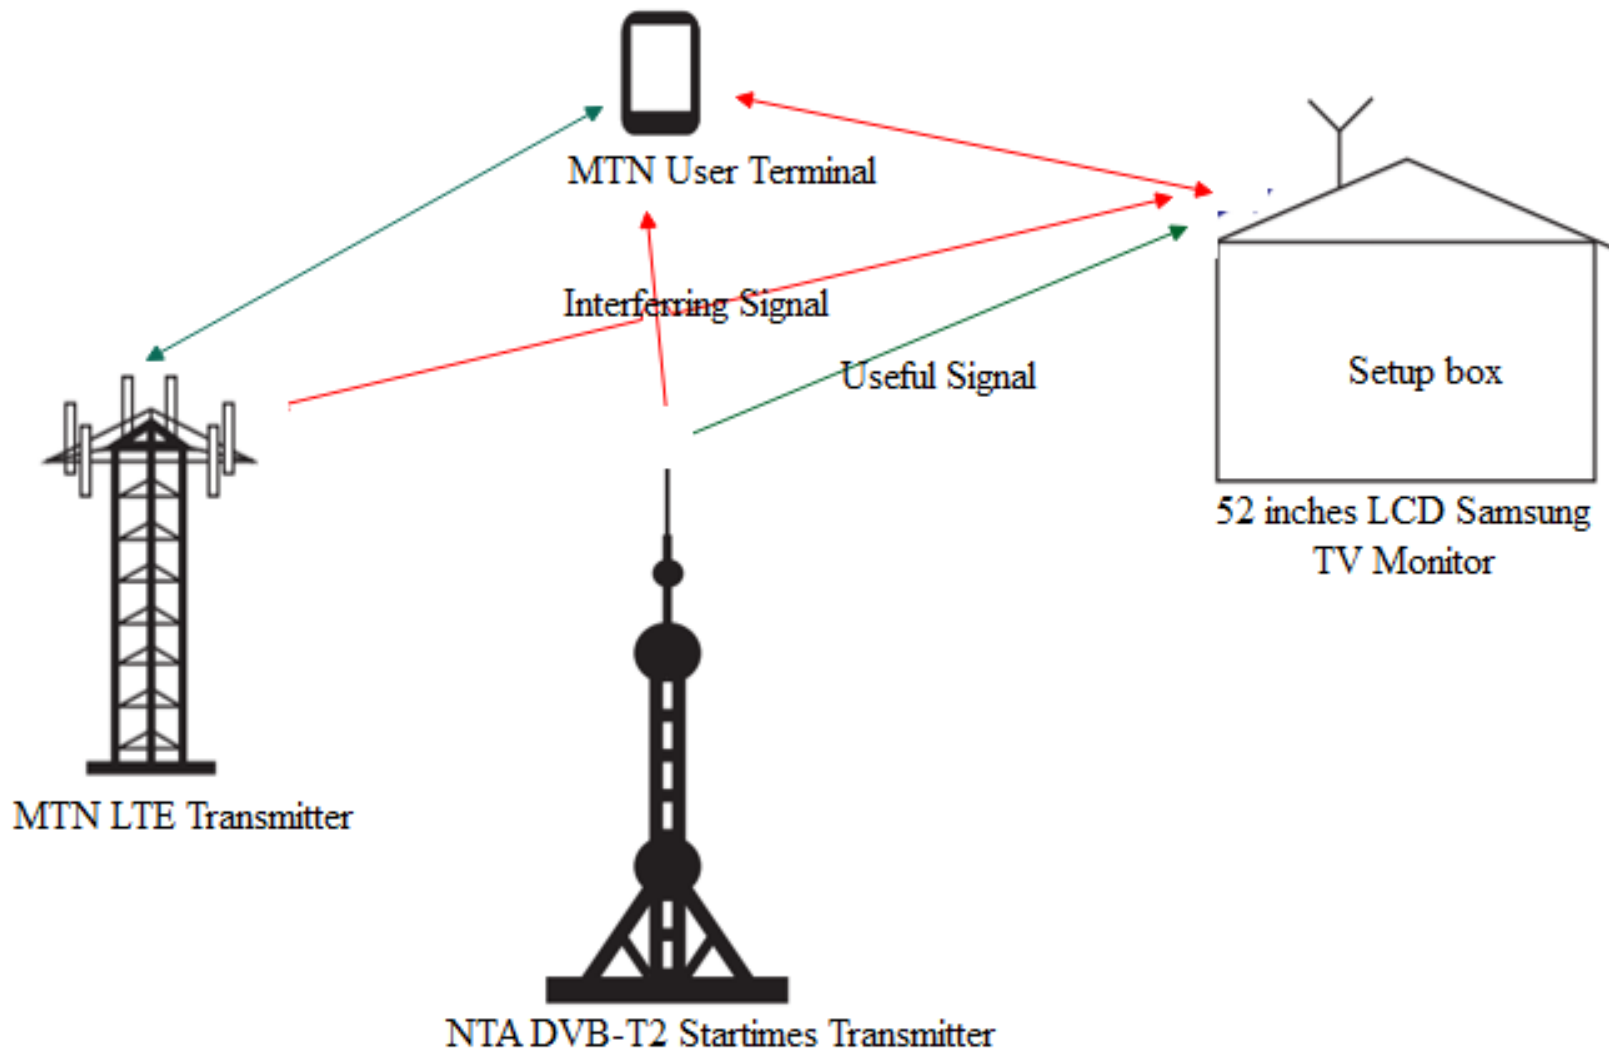 MTN User Terminal
Interferring Signal
Useful Signal
Setup box
52 inches LCD Samsung
TV Monitor
MTN LTE Transmitter
NTA DVB-T2 Startimes Transmitter